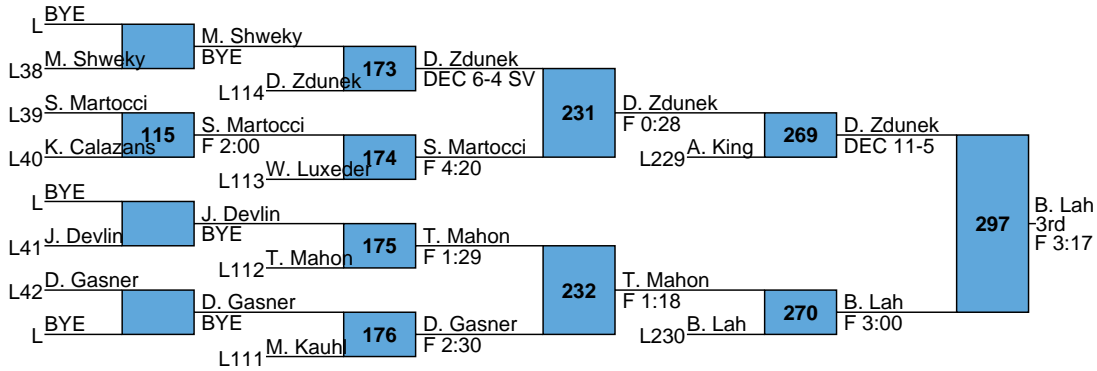 L BYE
L38 M. Shweky
M. Shweky
BYE
L114 D. Zdunek
173
D. Zdunek
DEC 6-4 SV
L39 S. Martocci
L40 K. Calazans
115
S. Martocci
F 2:00
L113 W. Luxeder
174
S. Martocci
F 4:20
231
D. Zdunek
F 0:28
L229 A. King
269
D. Zdunek
DEC 11-5
L BYE
L41 J. Devlin
J. Devlin
BYE
L112 T. Mahon
175
T. Mahon
F 1:29
L42 D. Gasner
L BYE
D. Gasner
BYE
L111 M. Kauhl
176
D. Gasner
F 2:30
232
T. Mahon
F 1:18
L230 B. Lah
270
B. Lah
F 3:00
297
B. Lah
3rd
F 3:17